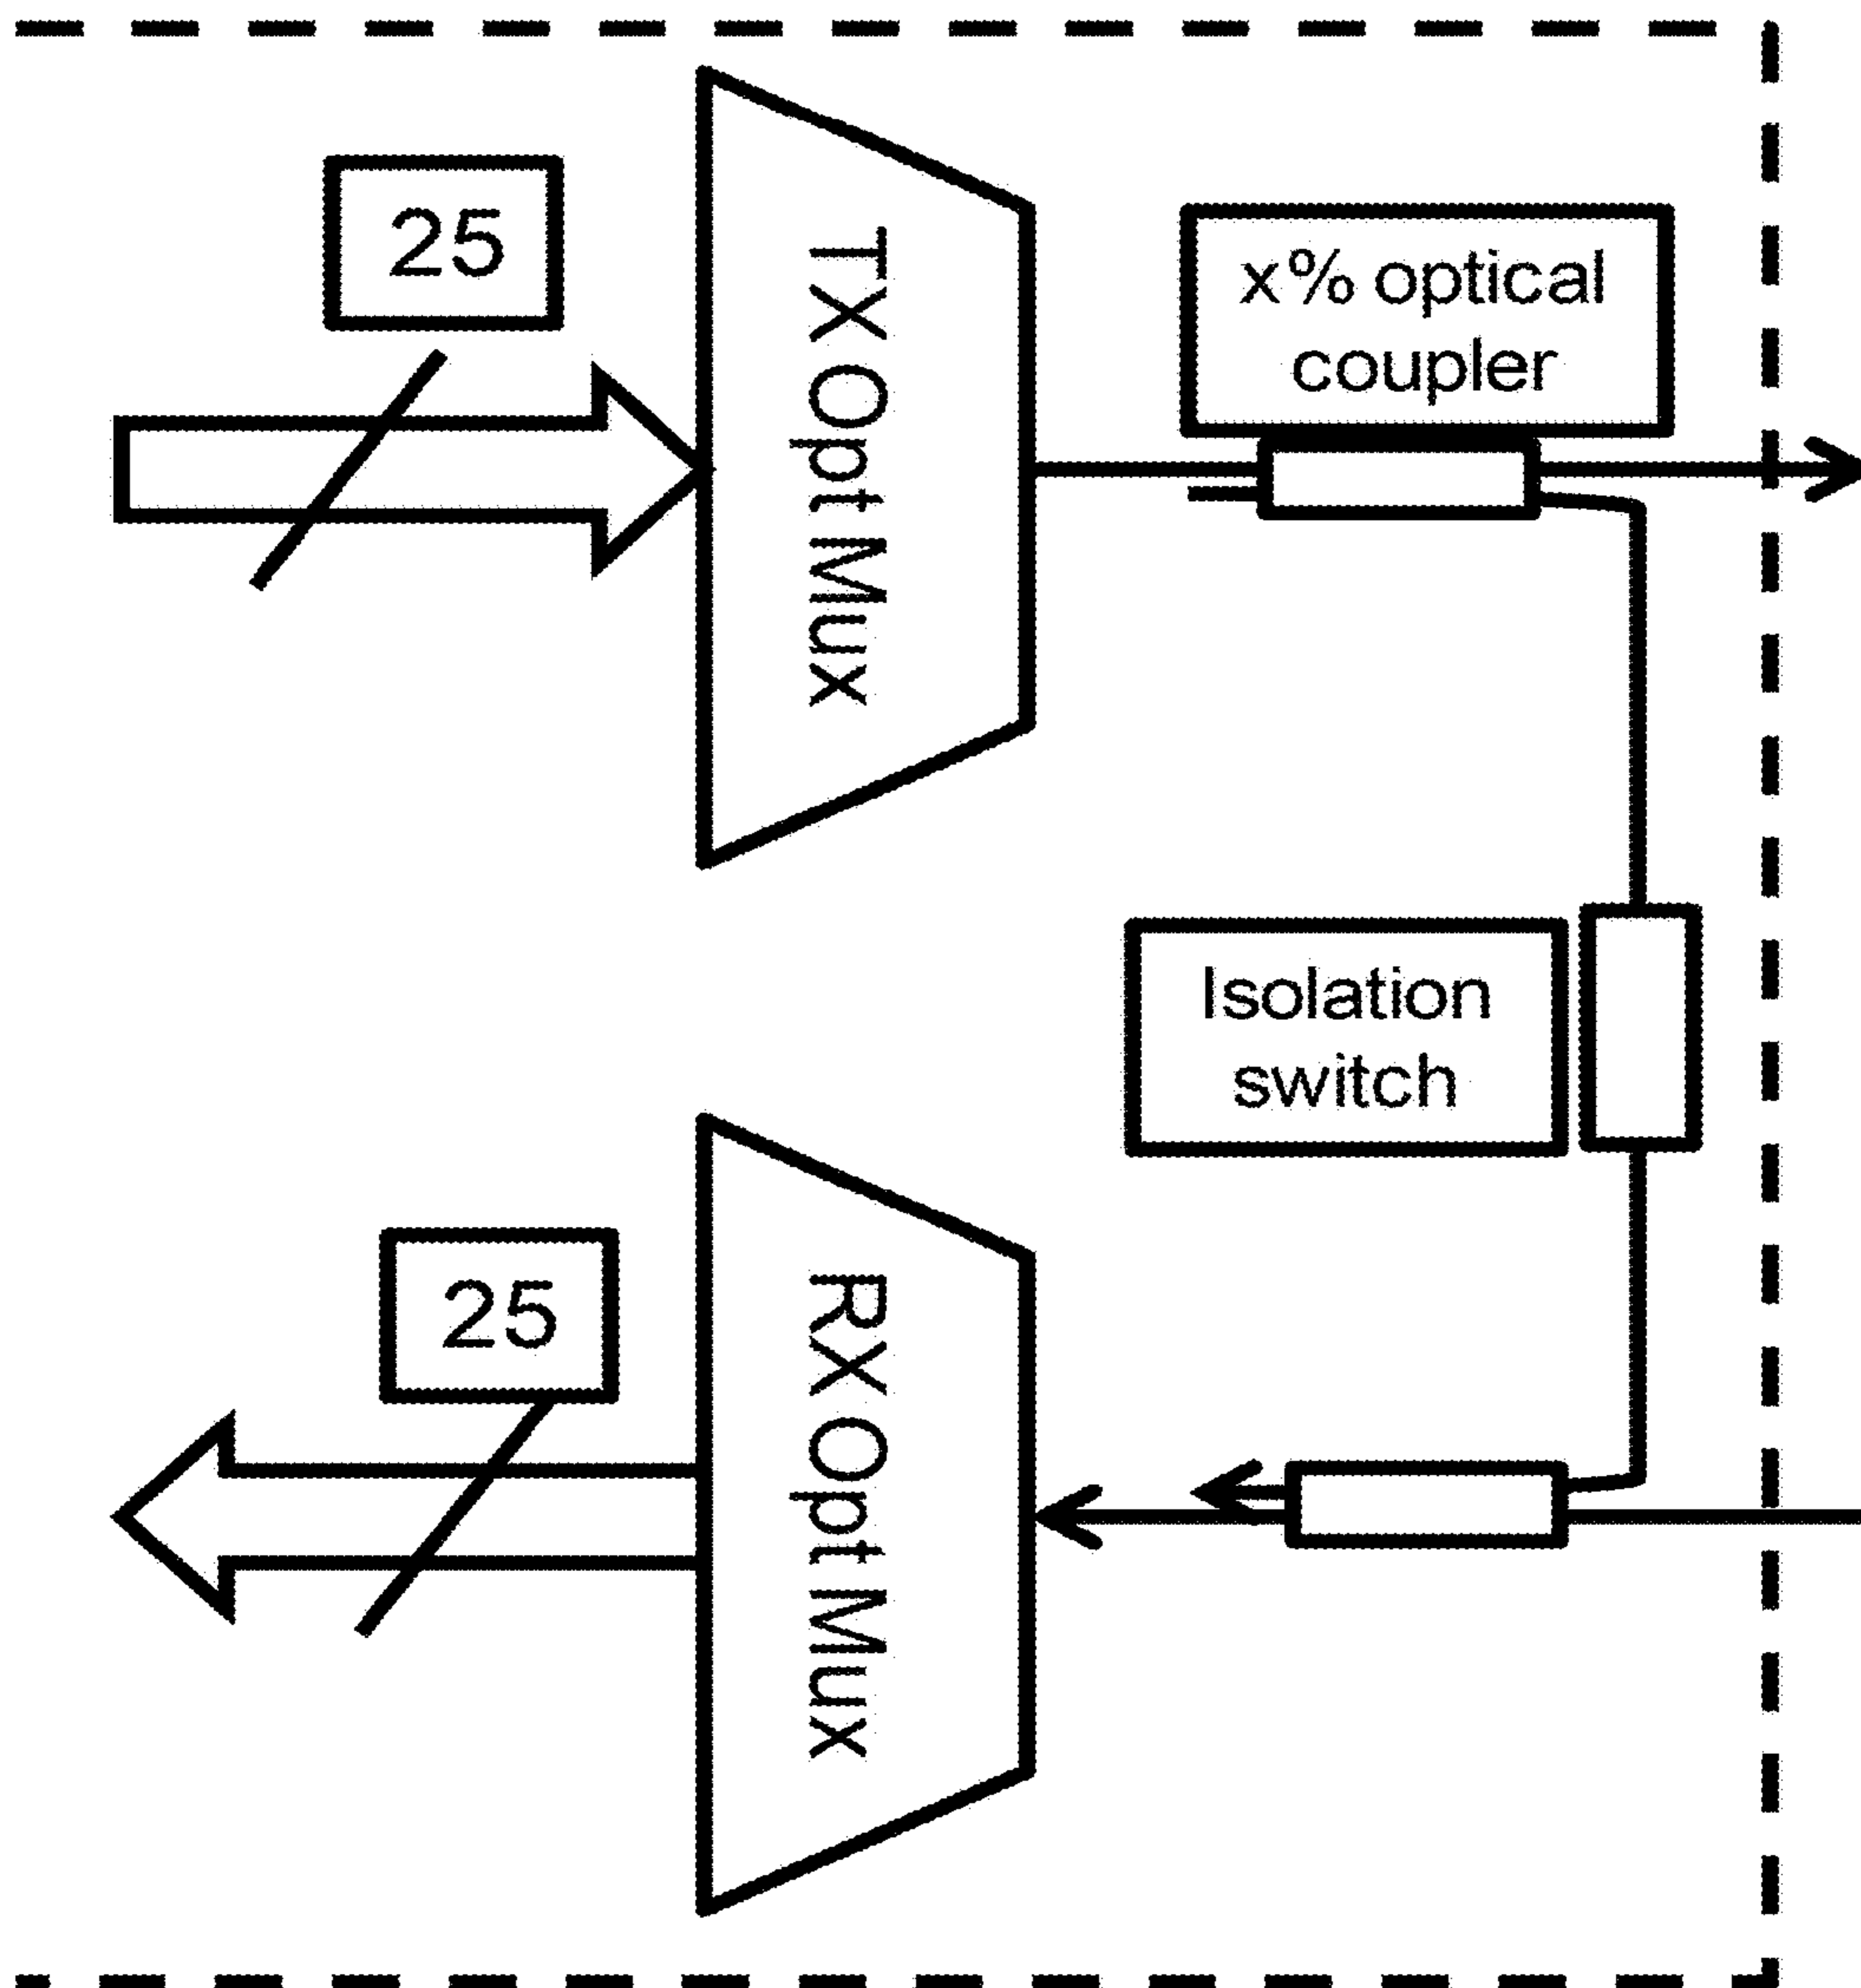 25
TX Opt Mux
x% optical
coupler
Isolation
switch
25
RX Opt Mux